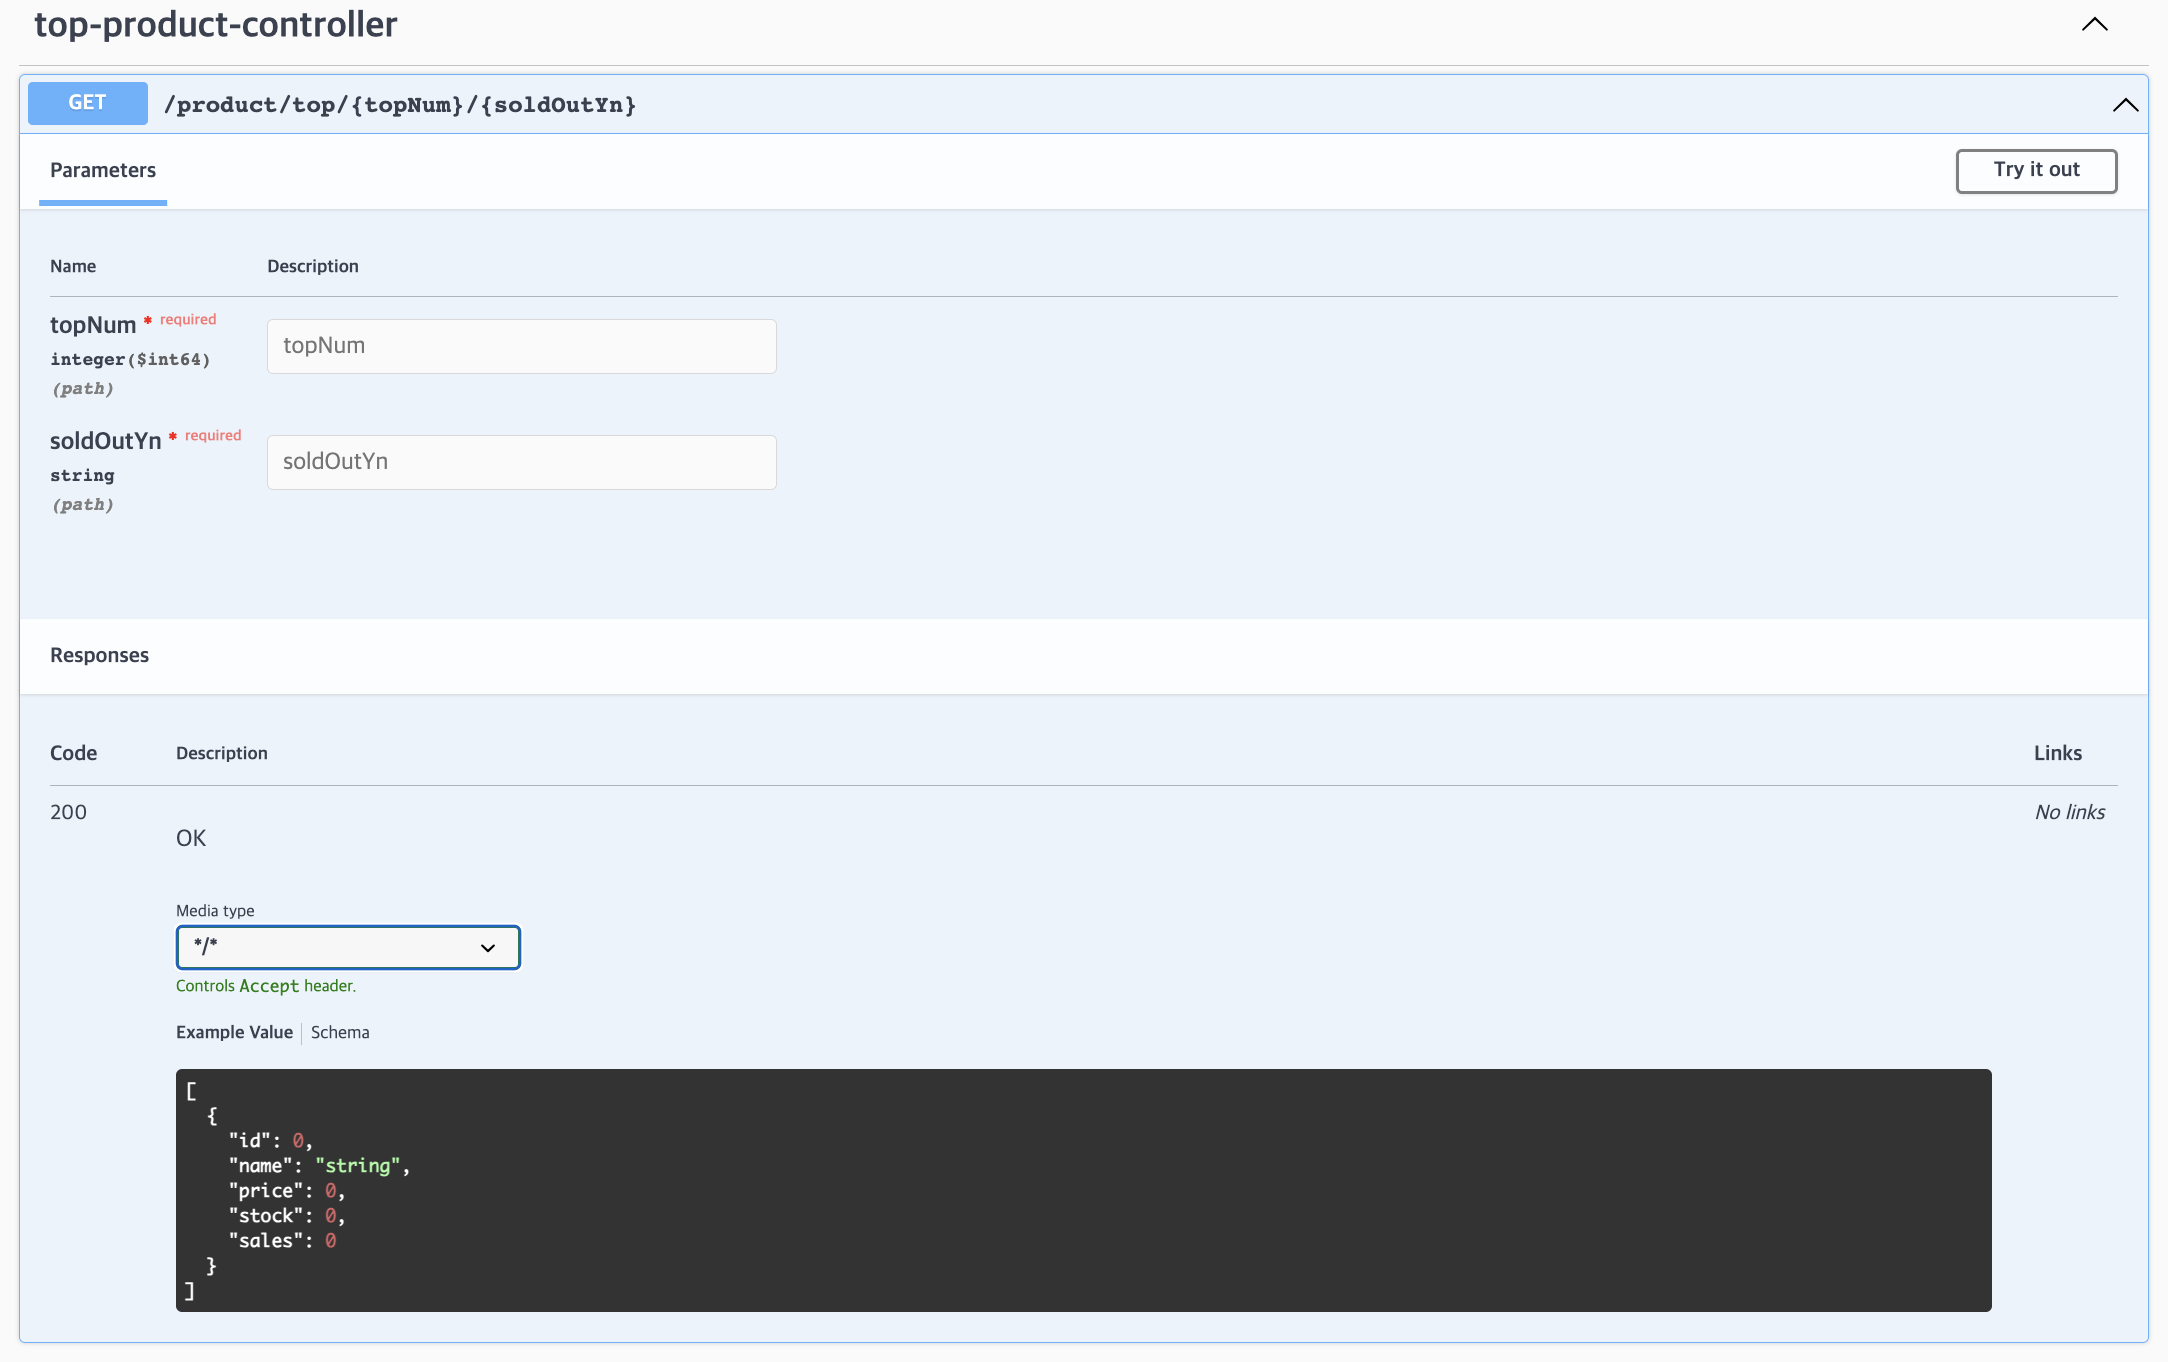 top-product-controller
GET /product/top/{topNum}/{soldOutYn}
Parameters
Try it out
Name Description
topNum * required
integer($int64)
(path)
topNum
soldOutYn * required
string
(path)
soldOutYn
Responses
Code Description Links
200 No links
OK
Media type
*/*
Controls Accept header.
Example Value Schema
[
  {
    "id": 0,
    "name": "string",
    "price": 0,
    "stock": 0,
    "sales": 0
  }
]